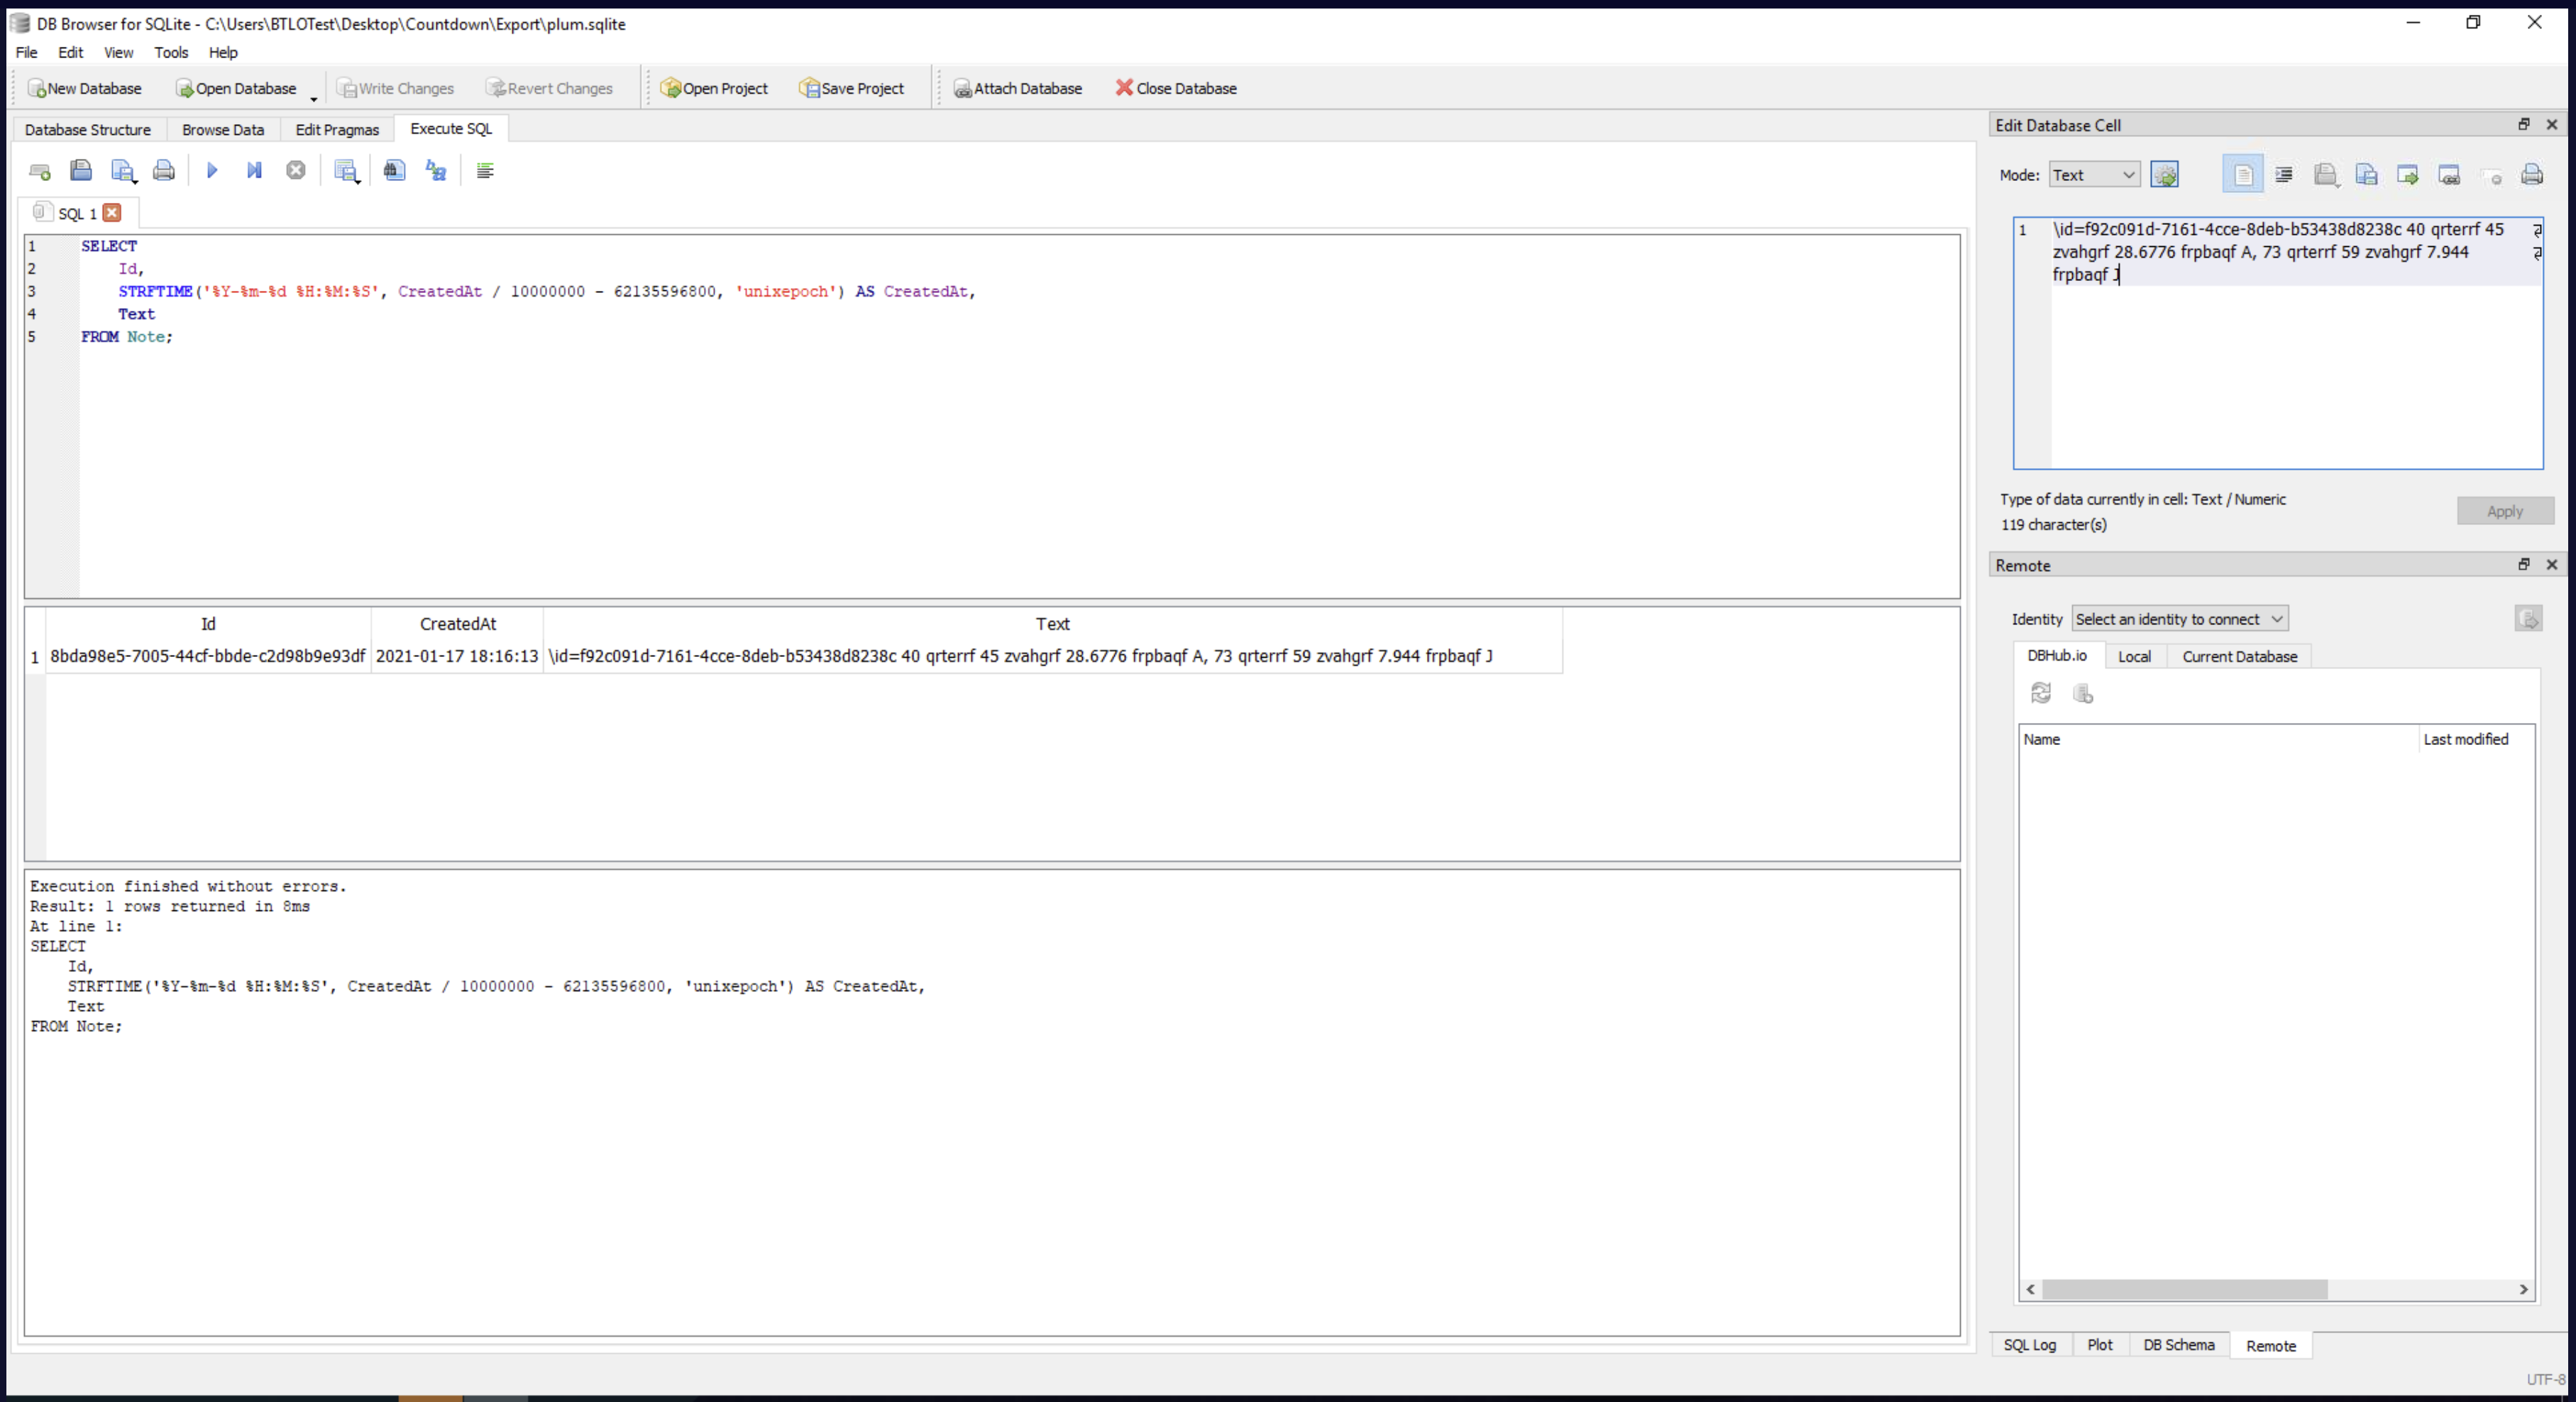 DB Browser for SQLite - C:\Users\BTLOTest\Desktop\Countdown\Export\plum.sqlite
File Edit View Tools Help
New Database Open Database Write Changes Revert Changes Open Project Save Project Attach Database Close Database
Database Structure Browse Data Edit Pragmas Execute SQL
SQL 1
1 SELECT
2 Id,
3 STRFTIME('%Y-%m-%d %H:%M:%S', CreatedAt / 10000000 - 62135596800, 'unixepoch') AS CreatedAt,
4 Text
5 FROM Note;
Id CreatedAt Text
1 8bda98e5-7005-44cf-bbde-c2d98b9e93df 2021-01-17 18:16:13 \id=f92c091d-7161-4cce-8deb-b53438d8238c 40 qrterrf 45 zvahgrf 28.6776 frpbaqf A, 73 qrterrf 59 zvahgrf 7.944 frpbaqf J
Execution finished without errors.
Result: 1 rows returned in 8ms
At line 1:
SELECT
Id,
STRFTIME('%Y-%m-%d %H:%M:%S', CreatedAt / 10000000 - 62135596800, 'unixepoch') AS CreatedAt,
Text
FROM Note;
Edit Database Cell
Mode: Text
1 \id=f92c091d-7161-4cce-8deb-b53438d8238c 40 qrterrf 45
zvahgrf 28.6776 frpbaqf A, 73 qrterrf 59 zvahgrf 7.944
frpbaqf J
Type of data currently in cell: Text / Numeric
119 character(s)
Apply
Remote
Identity Select an identity to connect
DBHub.io Local Current Database
Name Last modified
SQL Log Plot DB Schema Remote
UTF-8